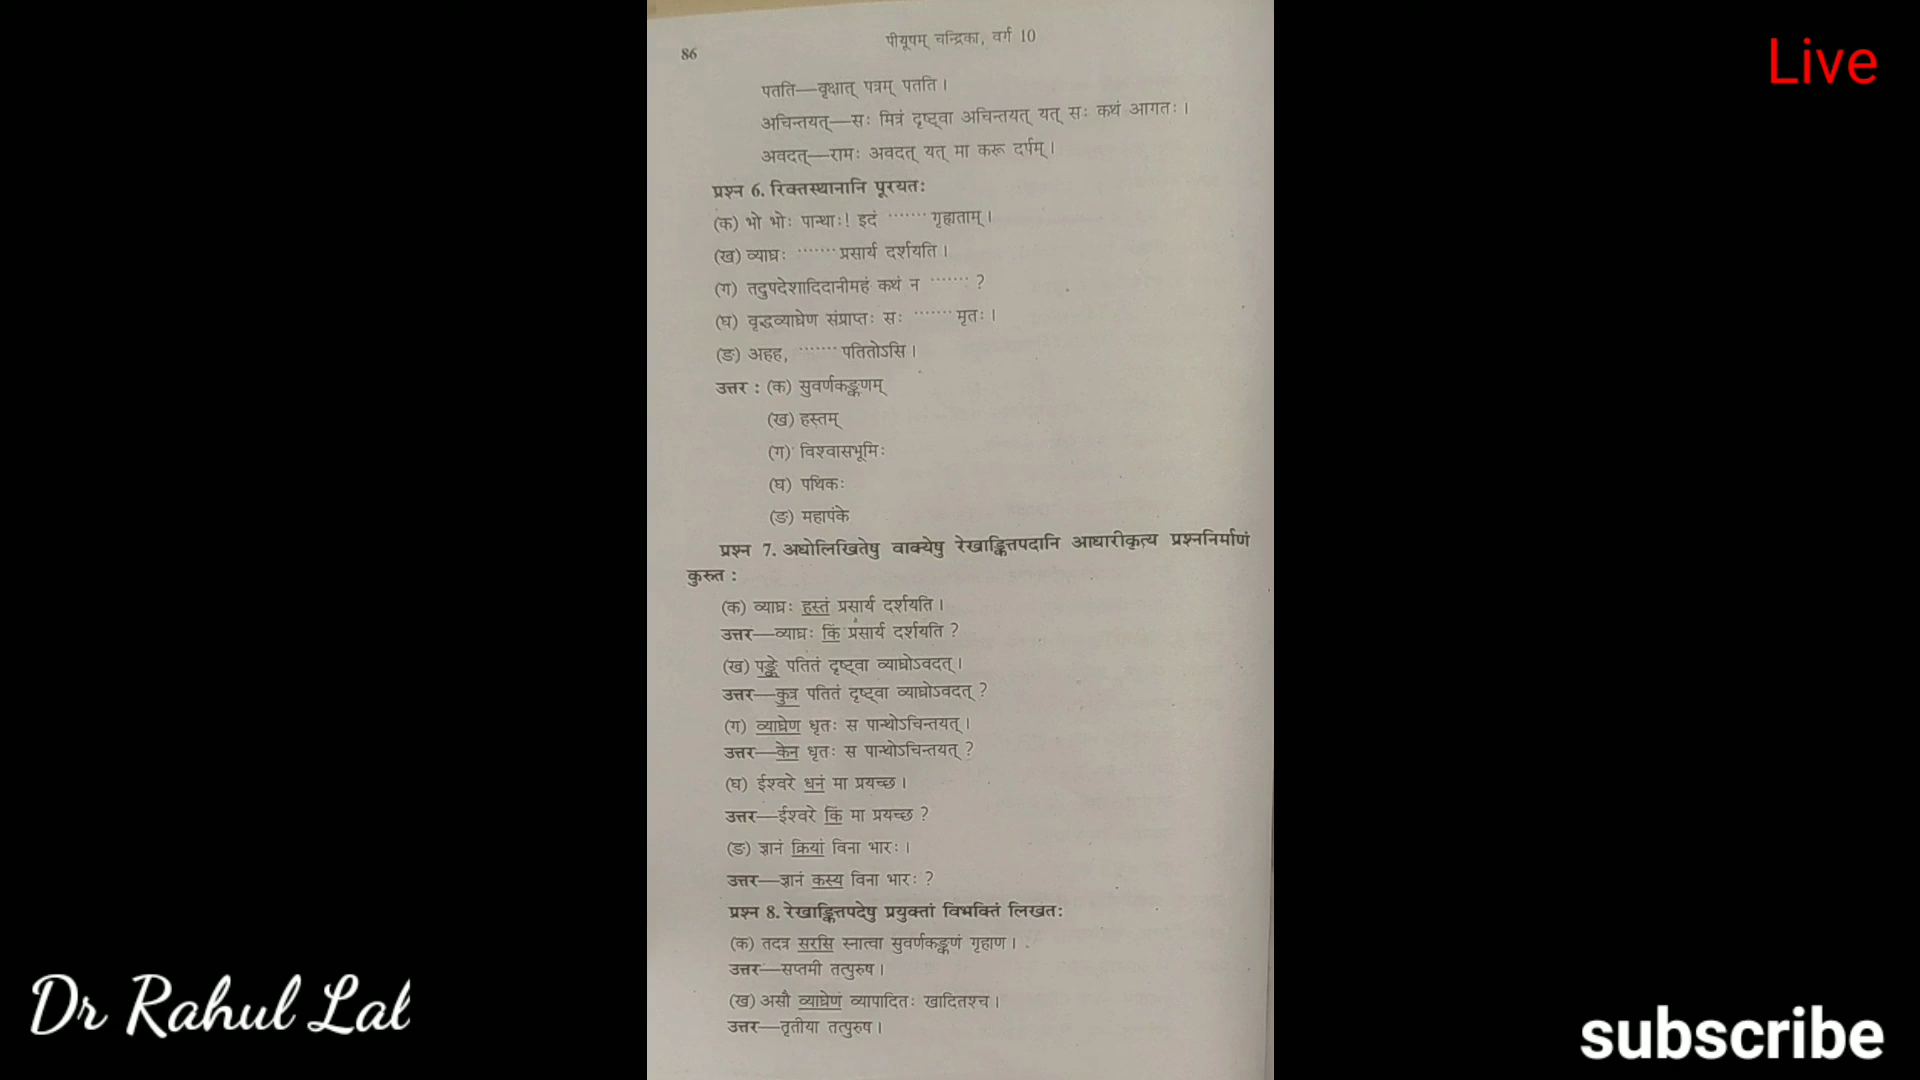 86
पीयूषम् चन्द्रिका, वर्ग 10
Live
पतति—वृक्षात् पत्रम् पतति ।
अचिन्तयत्—सः मित्रं दृष्ट्वा अचिन्तयत् यत् सः कथं आगतः ।
अवदत्—रामः अवदत् यत् मा करू दर्पम् ।
प्रश्न 6. रिक्तस्थानानि पूरयतः
(क) भो भोः पान्थाः! इदं ······· गृह्यताम् ।
(ख) व्याघ्रः ······· प्रसार्य दर्शयति ।
(ग) तदुपदेशादिदानीमहं कथं न ······· ?
(घ) वृद्धव्याघ्रेण संप्राप्तः सः ······· मृतः ।
(ङ) अहह, ······· पतितोऽसि ।
उत्तर : (क) सुवर्णकङ्कणम्
(ख) हस्तम्
(ग) विश्वासभूमिः
(घ) पथिकः
(ङ) महापंके
प्रश्न 7. अधोलिखितेषु वाक्येषु रेखाङ्कितपदानि आधारीकृत्य प्रश्ननिर्माणं
कुरुत :
(क) व्याघ्रः हस्तं प्रसार्य दर्शयति ।
उत्तर—व्याघ्रः किं प्रसार्य दर्शयति ?
(ख) पङ्के पतितं दृष्ट्वा व्याघ्रोऽवदत् ।
उत्तर—कुत्र पतितं दृष्ट्वा व्याघ्रोऽवदत् ?
(ग) व्याघ्रेण धृतः स पान्थोऽचिन्तयत् ।
उत्तर—केन धृतः स पान्थोऽचिन्तयत् ?
(घ) ईश्वरे धनं मा प्रयच्छ ।
उत्तर—ईश्वरे किं मा प्रयच्छ ?
(ङ) ज्ञानं क्रियां विना भारः ।
उत्तर—ज्ञानं कस्य विना भारः ?
प्रश्न 8. रेखाङ्कितपदेषु प्रयुक्तां विभक्तिं लिखतः
(क) तदत्र सरसि स्नात्वा सुवर्णकङ्कणं गृहाण ।
उत्तर—सप्तमी तत्पुरुष ।
(ख) असौ व्याघ्रेणं व्यापादितः खादितश्च ।
उत्तर—तृतीया तत्पुरुष ।
Dr Rahul Lal
subscribe